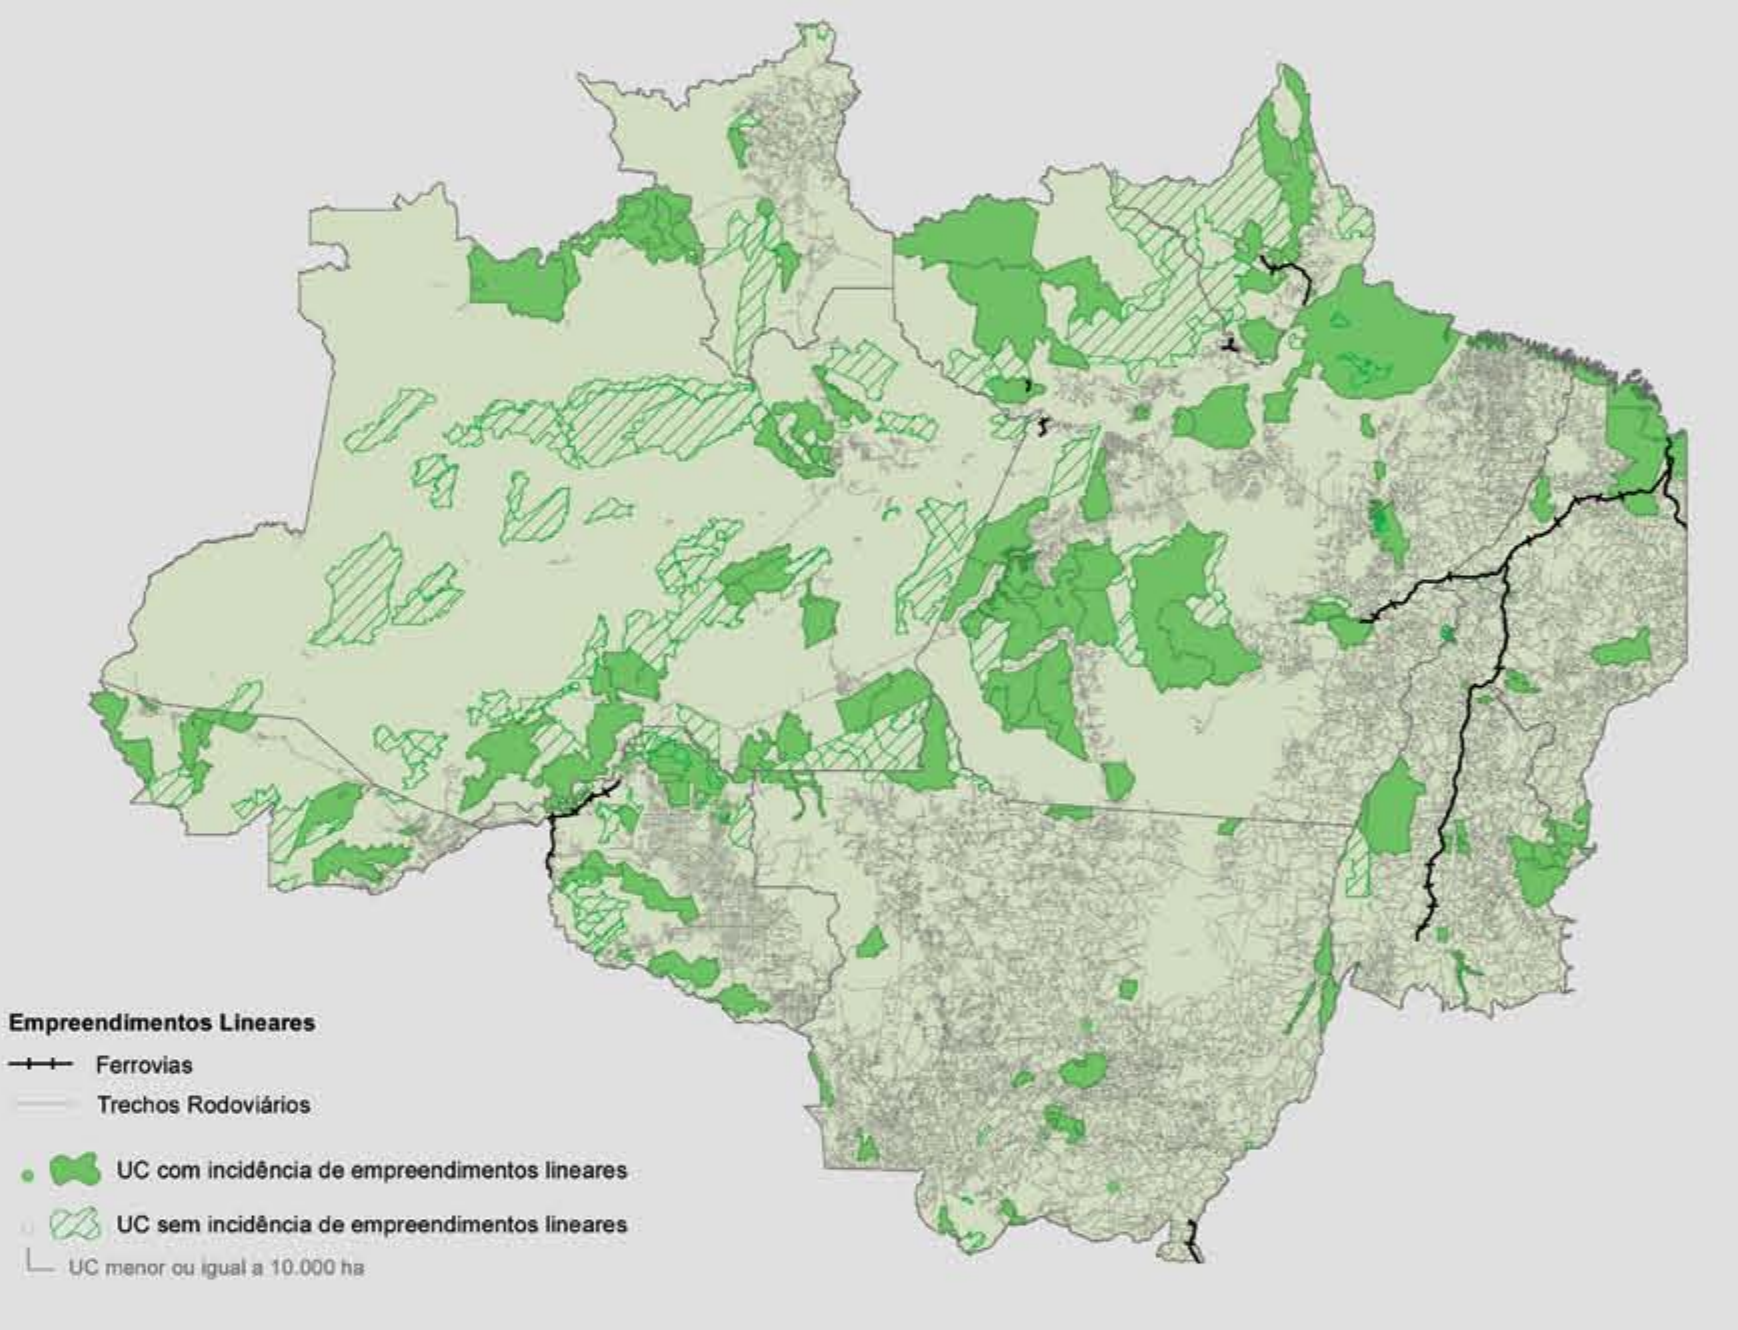 Empreendimentos Lineares
Ferrovias
Trechos Rodoviários
UC com incidência de empreendimentos lineares
UC sem incidência de empreendimentos lineares
UC menor ou igual a 10.000 ha